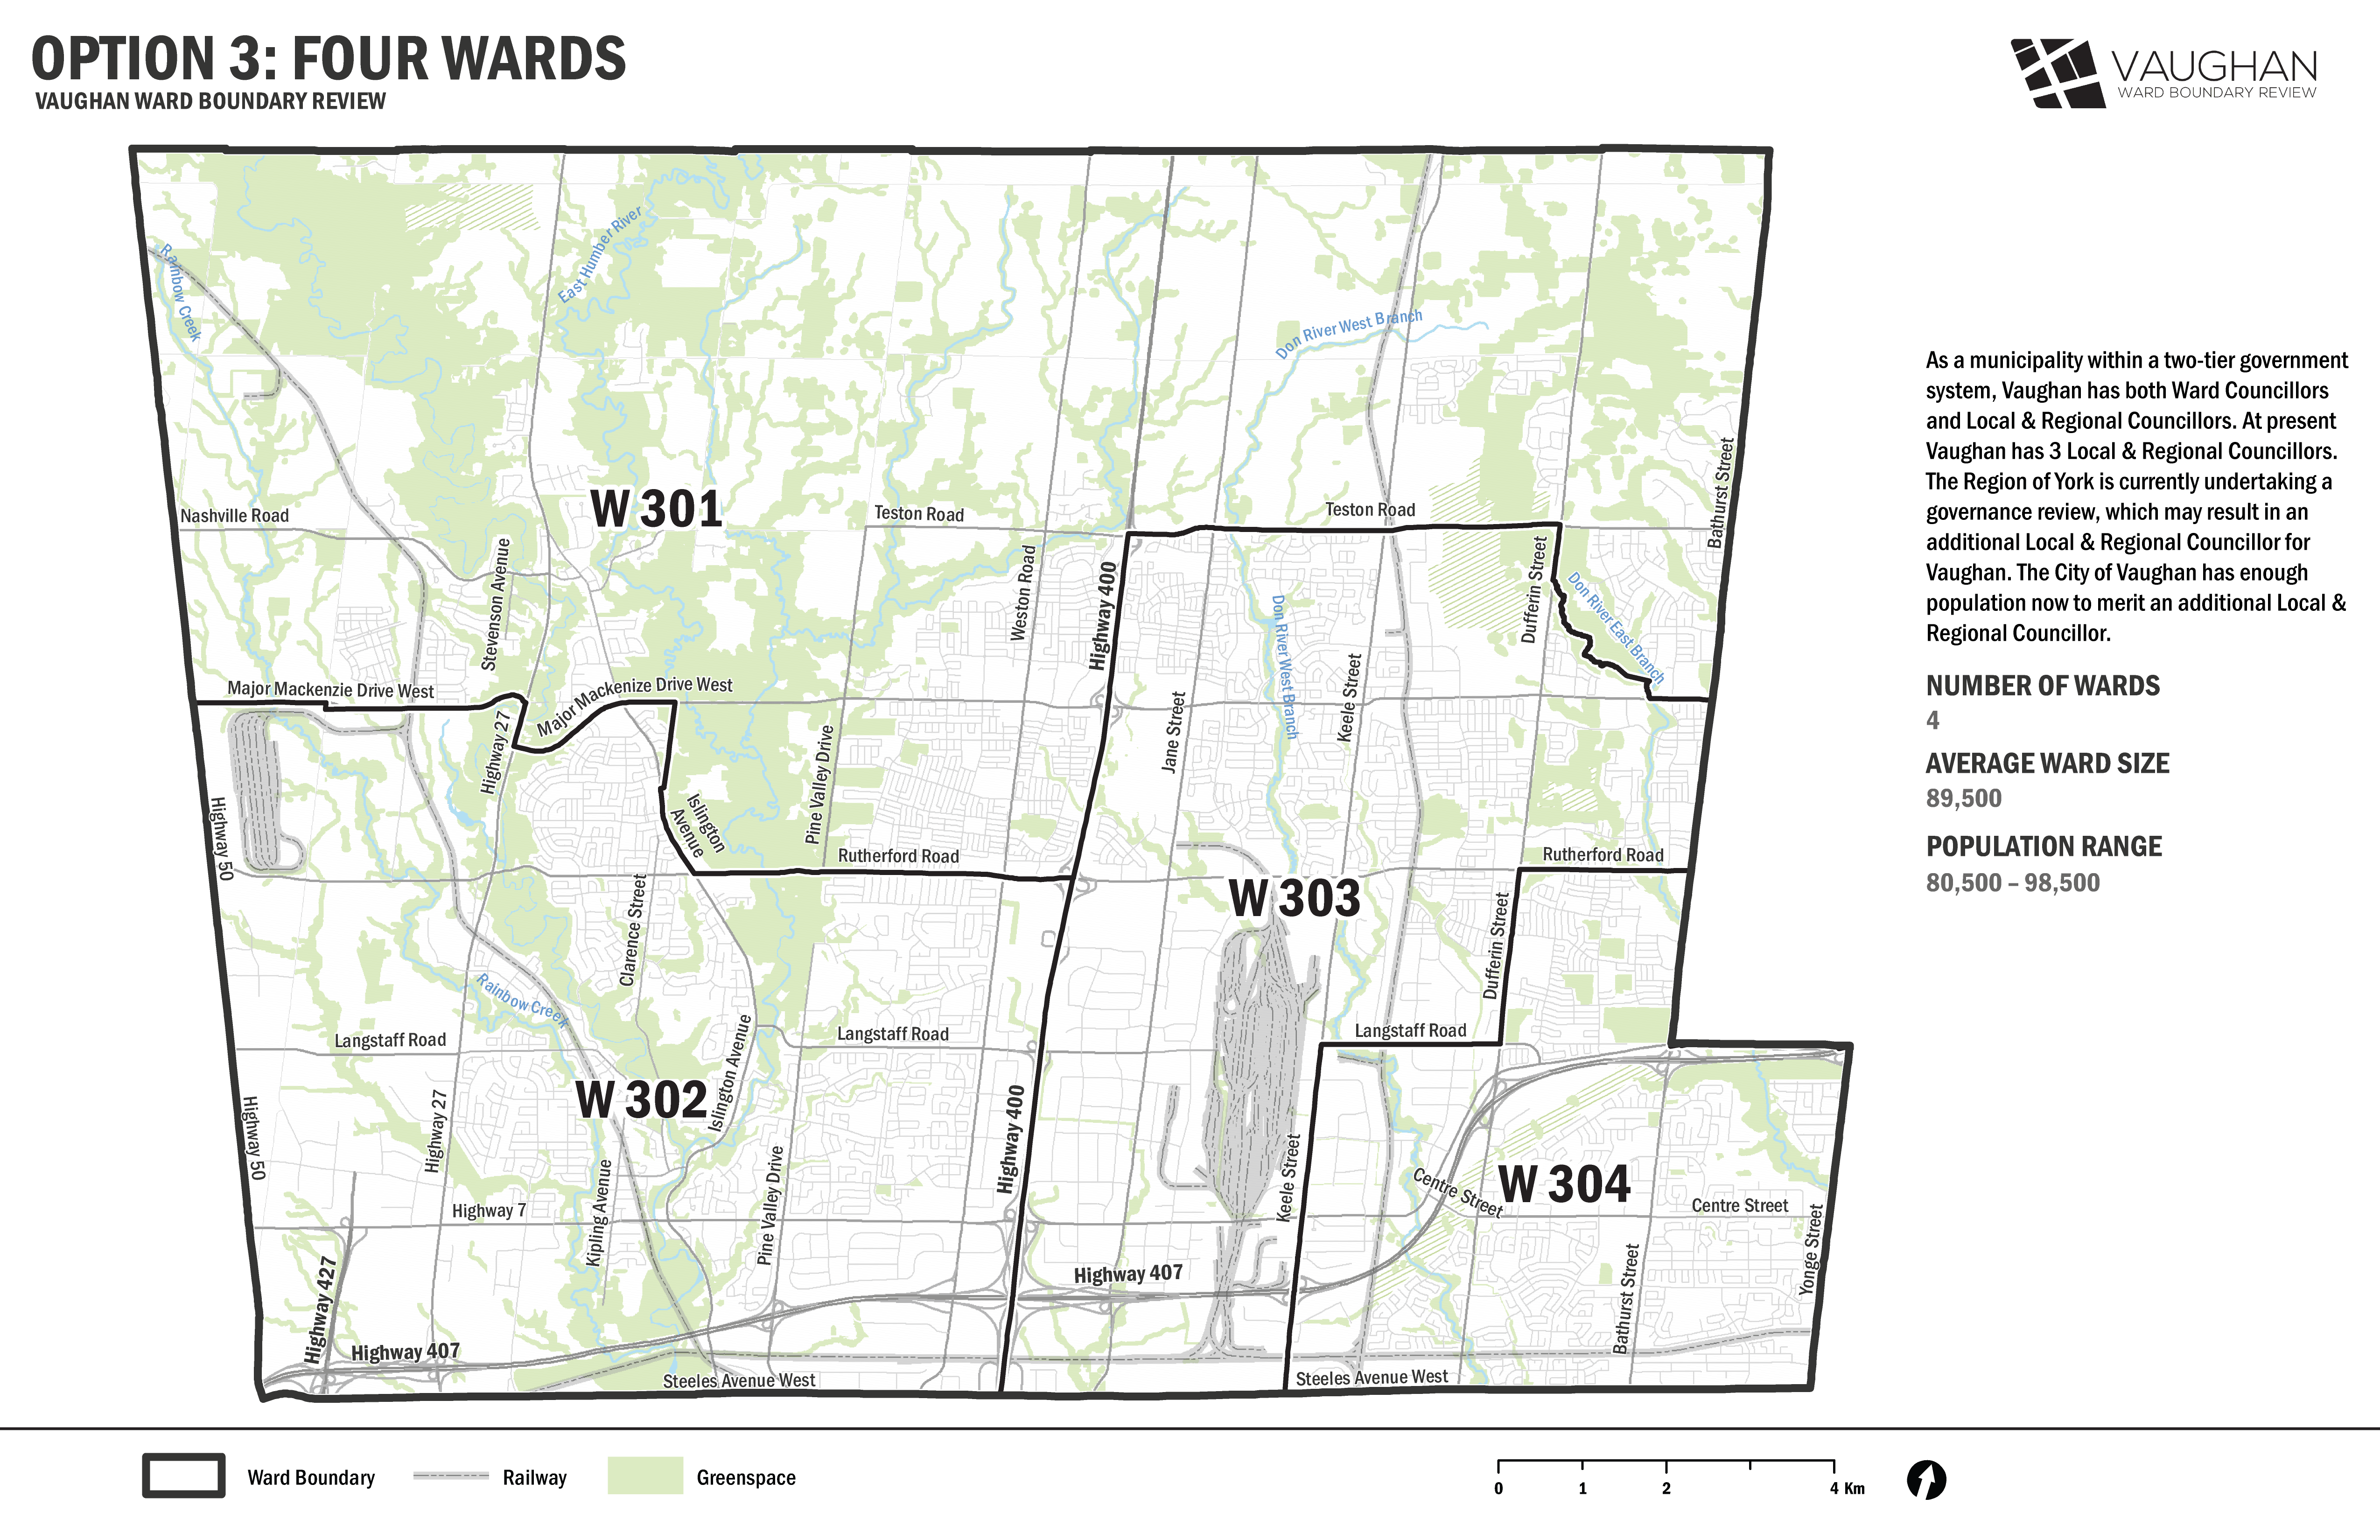 OPTION 3: FOUR WARDS
VAUGHAN WARD BOUNDARY REVIEW
VAUGHAN
WARD BOUNDARY REVIEW
East Humber River
Rainbow Creek
Don River West Branch
Bathurst Street
W 301
Nashville Road
Teston Road
Teston Road
Stevenson Avenue
Weston Road
Highway 400
Dufferin Street
Don River East Branch
Don River West Branch
Keele Street
Major Mackenzie Drive West
Major Mackenize Drive West
Highway 27
Jane Street
Pine Valley Drive
Islington
Avenue
Highway 50
Rutherford Road
Rutherford Road
W 303
Clarence Street
Dufferin Street
Rainbow Creek
Langstaff Road
Langstaff Road
Langstaff Road
Islington Avenue
W 302
Highway 50
Highway 27
Highway 400
Keele Street
Centre Street
W 304
Centre Street
Highway 7
Kipling Avenue
Pine Valley Drive
Yonge Street
Bathurst Street
Highway 427
Highway 407
Highway 407
Steeles Avenue West
Steeles Avenue West
As a municipality within a two-tier government
system, Vaughan has both Ward Councillors
and Local & Regional Councillors. At present
Vaughan has 3 Local & Regional Councillors.
The Region of York is currently undertaking a
governance review, which may result in an
additional Local & Regional Councillor for
Vaughan. The City of Vaughan has enough
population now to merit an additional Local &
Regional Councillor.
NUMBER OF WARDS
4
AVERAGE WARD SIZE
89,500
POPULATION RANGE
80,500 – 98,500
Ward Boundary
Railway
Greenspace
0 1 2 4 Km